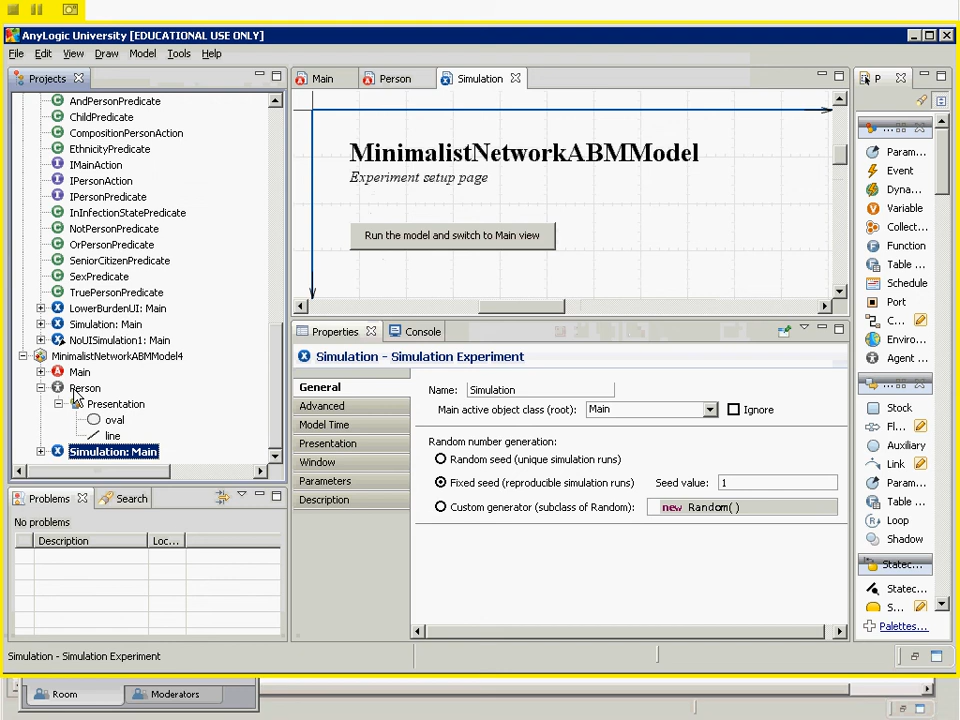 AnyLogic University [EDUCATIONAL USE ONLY]
File Edit View Draw Model Tools Help
Projects
AndPersonPredicate
ChildPredicate
CompositionPersonAction
EthnicityPredicate
IMainAction
IPersonAction
IPersonPredicate
InInfectionStatePredicate
NotPersonPredicate
OrPersonPredicate
SeniorCitizenPredicate
SexPredicate
TruePersonPredicate
LowerBurdenUI: Main
Simulation: Main
NoUISimulation1: Main
MinimalistNetworkABMModel4
Main
Person
Presentation
oval
line
Simulation: Main
Problems Search
No problems
Description Loc...
Main Person Simulation
MinimalistNetworkABMModel
Experiment setup page
Run the model and switch to Main view
Properties Console
Simulation - Simulation Experiment
General
Advanced
Model Time
Presentation
Window
Parameters
Description
Name: Simulation
Main active object class (root): Main Ignore
Random number generation:
Random seed (unique simulation runs)
Fixed seed (reproducible simulation runs) Seed value: 1
Custom generator (subclass of Random): new Random()
P
...
Param...
Event
Dyna...
Variable
Collect...
Function
Table ...
Schedule
Port
C...
Enviro...
Agent ...
...
Stock
Fl...
Auxiliary
Link
Param...
Table ...
Loop
Shadow
Statec...
Statec...
S...
Palettes...
Simulation - Simulation Experiment
Room Moderators